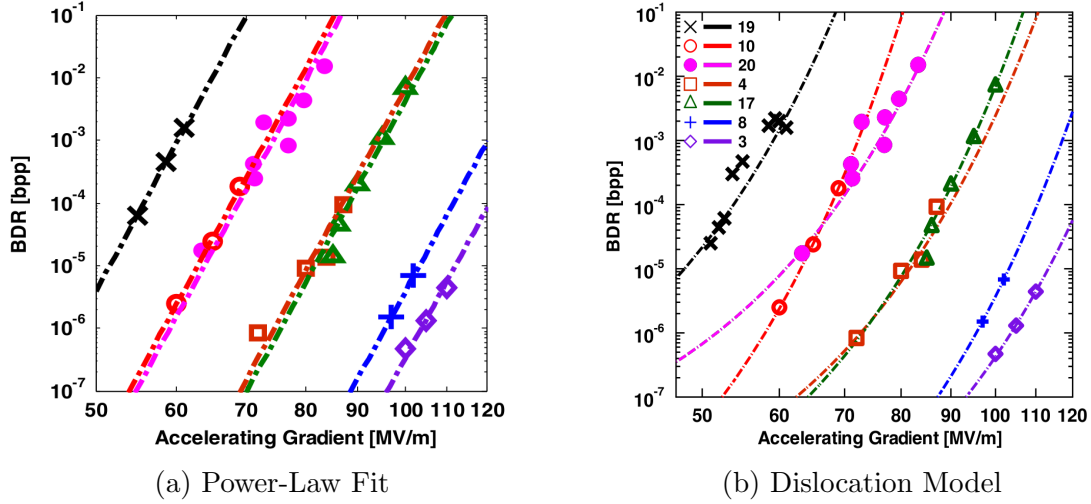 10^-1
10^-2
10^-3
10^-4
10^-5
10^-6
10^-7
BDR [bpp]
50 60 70 80 90 100 110 120
Accelerating Gradient [MV/m]
(a) Power-Law Fit
10^-1
10^-2
10^-3
10^-4
10^-5
10^-6
10^-7
BDR [bpp]
19
10
20
4
17
8
3
50 60 70 80 90 100 110 120
Accelerating Gradient [MV/m]
(b) Dislocation Model